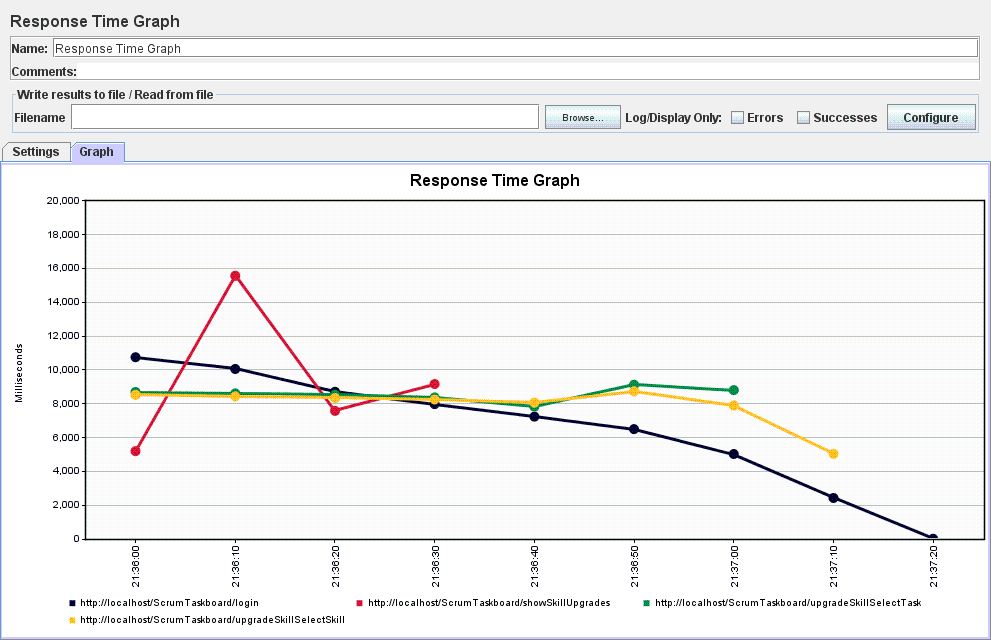 Response Time Graph
Name: Response Time Graph
Comments:
Write results to file / Read from file
Filename Browse... Log/Display Only: Errors Successes Configure
Settings Graph
Response Time Graph
20,000
18,000
16,000
14,000
12,000
10,000
8,000
6,000
4,000
2,000
0
Milliseconds
21:36:00 21:36:10 21:36:20 21:36:30 21:36:40 21:36:50 21:37:00 21:37:10 21:37:20
http://localhost/ScrumTaskboard/login http://localhost/ScrumTaskboard/showSkillUpgrades http://localhost/ScrumTaskboard/upgradeSkillSelectTask
http://localhost/ScrumTaskboard/upgradeSkillSelectSkill